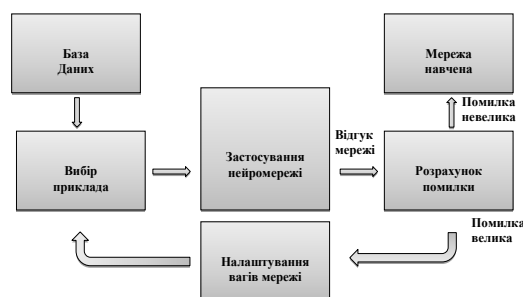 База
Даних
Мережа
навчена
Помилка
невелика
Вибір
приклада
Застосування
нейромережі
Відгук
мережі
Розрахунок
помилки
Помилка
велика
Налаштування
вагів мережі